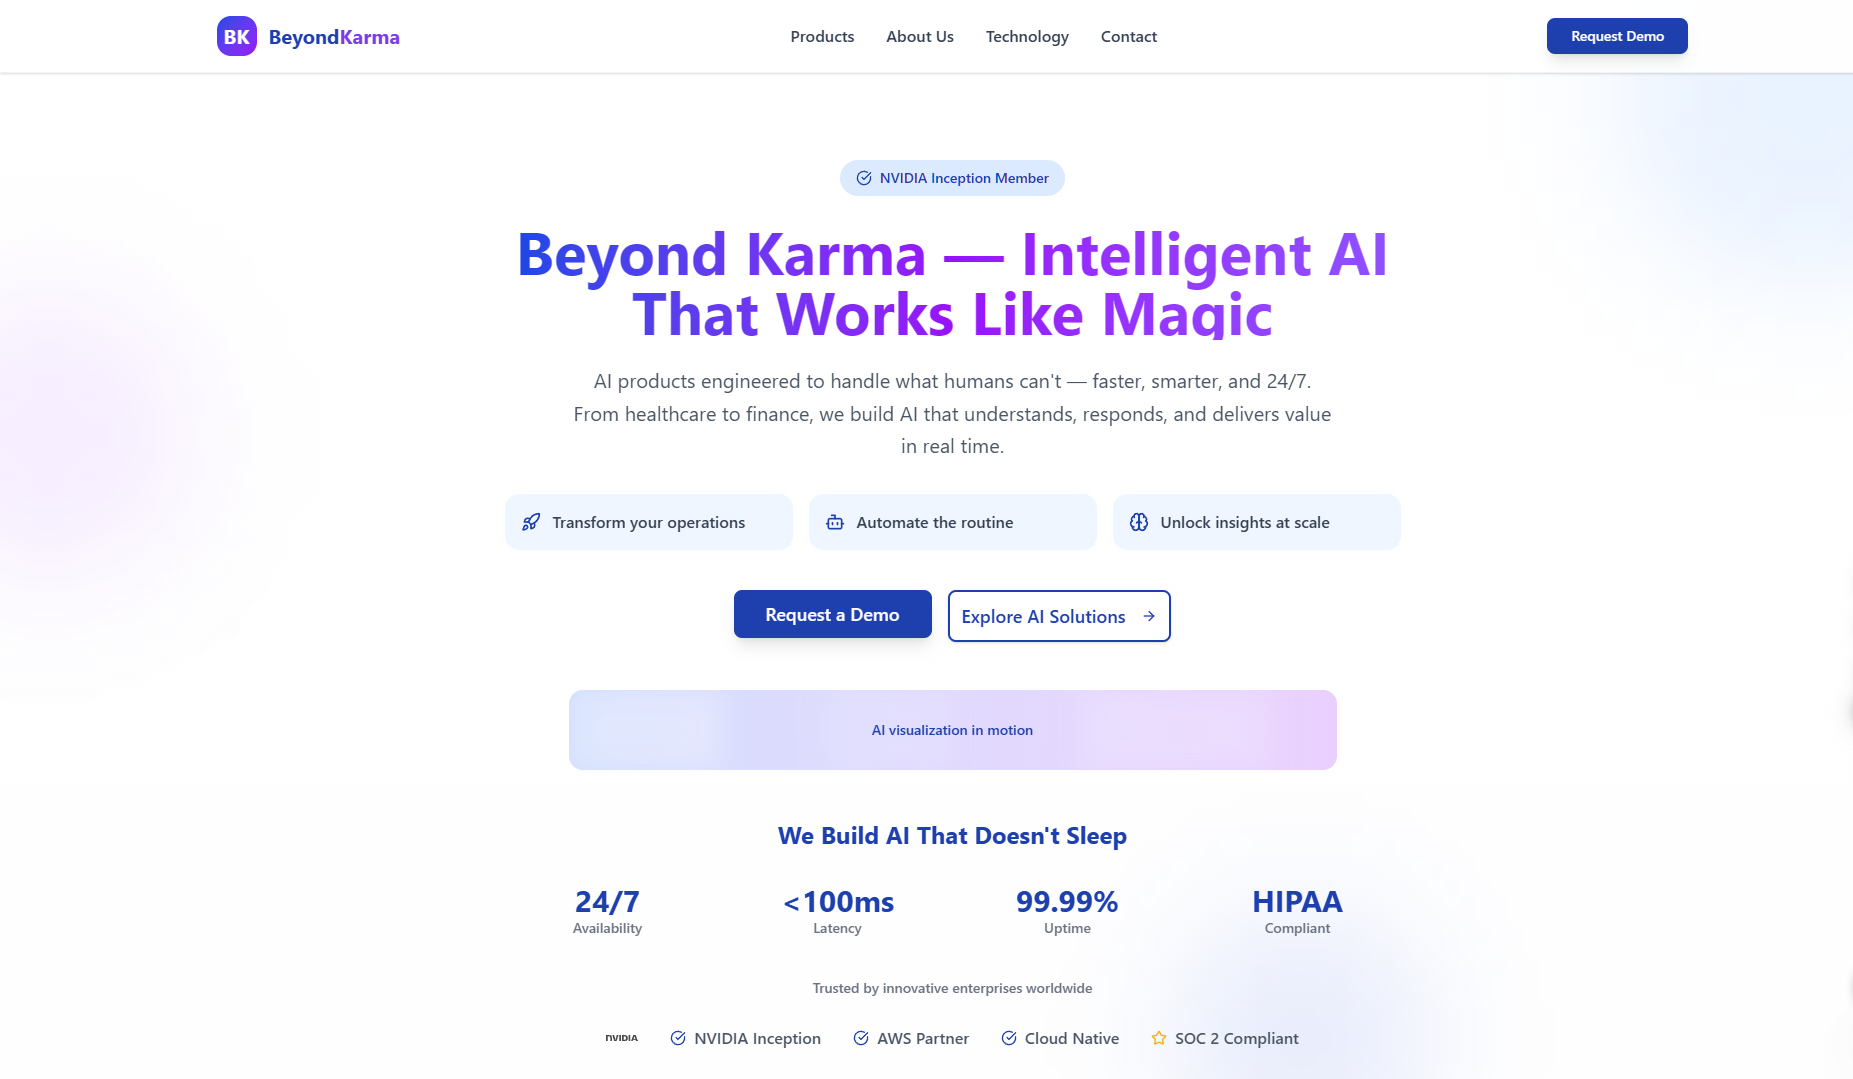 BK BeyondKarma
Products About Us Technology Contact
Request Demo
NVIDIA Inception Member
Beyond Karma — Intelligent AI
That Works Like Magic
AI products engineered to handle what humans can't — faster, smarter, and 24/7.
From healthcare to finance, we build AI that understands, responds, and delivers value
in real time.
Transform your operations
Automate the routine
Unlock insights at scale
Request a Demo
Explore AI Solutions →
AI visualization in motion
We Build AI That Doesn't Sleep
24/7
Availability
<100ms
Latency
99.99%
Uptime
HIPAA
Compliant
Trusted by innovative enterprises worldwide
nVIDIA NVIDIA Inception AWS Partner Cloud Native SOC 2 Compliant